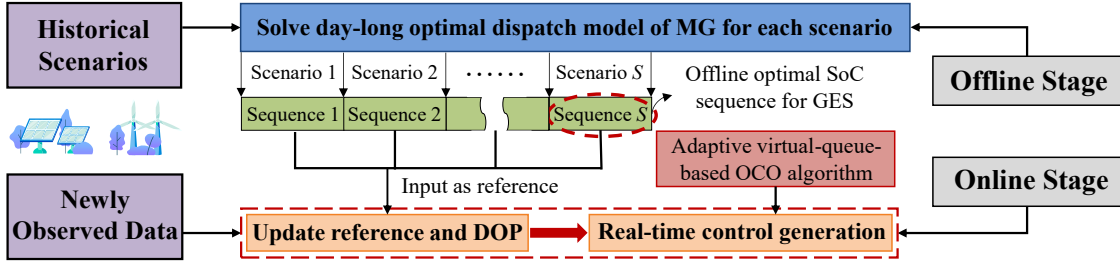 Historical
Scenarios
Solve day-long optimal dispatch model of MG for each scenario
Offline Stage
Scenario 1 Scenario 2 ...... Scenario S
Offline optimal SoC
sequence for GES
Sequence 1 Sequence 2 Sequence S
Adaptive virtual-queue-
based OCO algorithm
Input as reference
Online Stage
Newly
Observed Data
Update reference and DOP
Real-time control generation